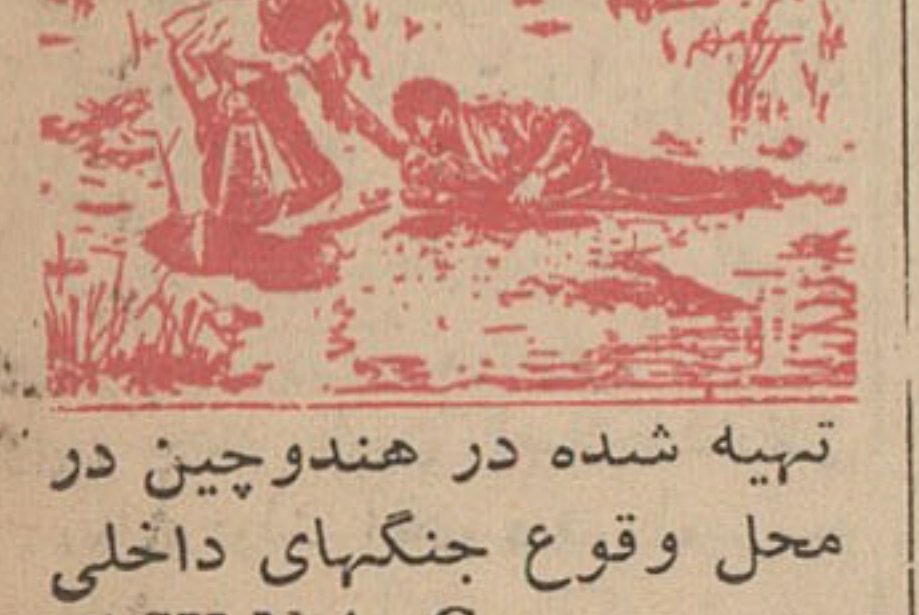 تهیه شده در هندوچین در
محل وقوع جنگهای داخلی